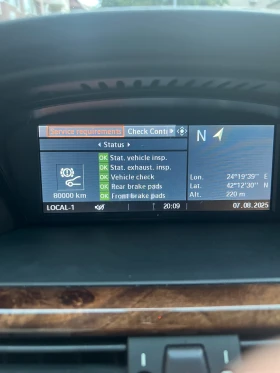 Service requirements Check Conti
Status
N
OK Stat. vehicle insp.
OK Stat. exhaust. insp.
OK Vehicle check
OK Rear brake pads
OK Front brake pads
80000 km
Lon. 24°19'39" E
Lat. 42°12'30" N
Alt. 220 m
LOCAL-1 20:09 07.08.2025